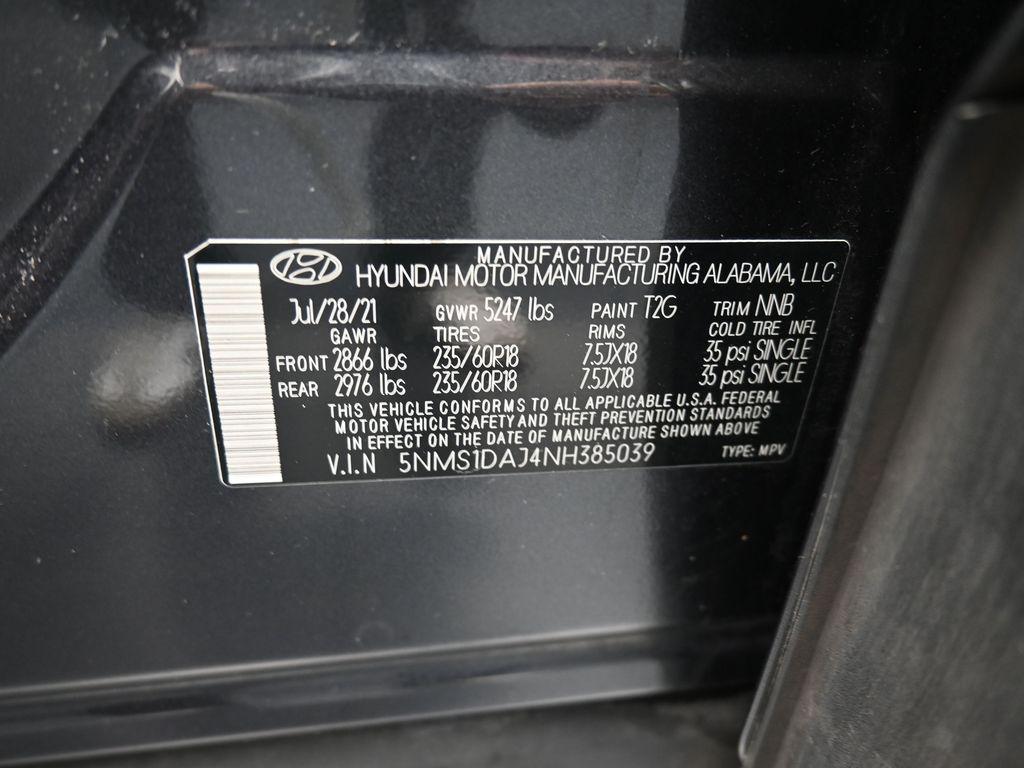 MANUFACTURED BY
HYUNDAI MOTOR MANUFACTURING ALABAMA, LLC
Jul/28/21 GVWR 5247 lbs PAINT T2G TRIM NNB
GAWR TIRES RIMS COLD TIRE INFL
FRONT 2866 lbs 235/60R18 7.5JX18 35 psi SINGLE
REAR 2976 lbs 235/60R18 7.5JX18 35 psi SINGLE
THIS VEHICLE CONFORMS TO ALL APPLICABLE U.S.A. FEDERAL
MOTOR VEHICLE SAFETY AND THEFT PREVENTION STANDARDS
IN EFFECT ON THE DATE OF MANUFACTURE SHOWN ABOVE
V.I.N 5NMS1DAJ4NH385039 TYPE: MPV